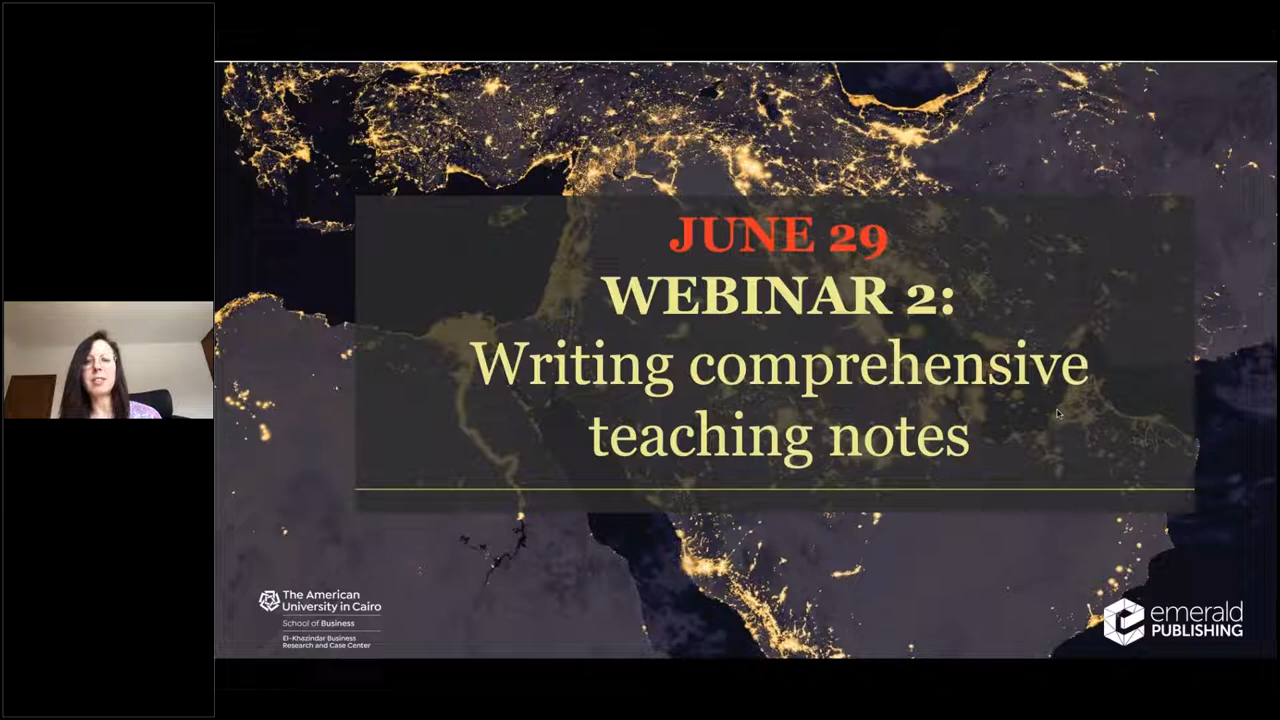 JUNE 29
WEBINAR 2:
Writing comprehensive
teaching notes
The American
University in Cairo
School of Business
El-Khazindar Business
Research and Case Center
emerald
PUBLISHING